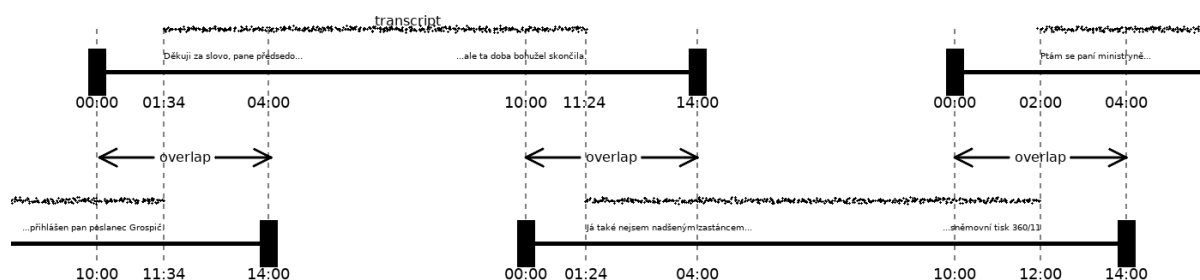 transcript
Děkuji za slovo, pane předsedo... ...ale ta doba bohužel skončila. Ptám se paní ministryně...
00:00 01:34 04:00 10:00 11:24 14:00 00:00 02:00 04:00
overlap overlap overlap
...přihlášen pan poslanec Grospič. Já také nejsem nadšeným zastáncem... ...sněmovní tisk 360/11
10:00 11:34 14:00 00:00 01:24 04:00 10:00 12:00 14:00